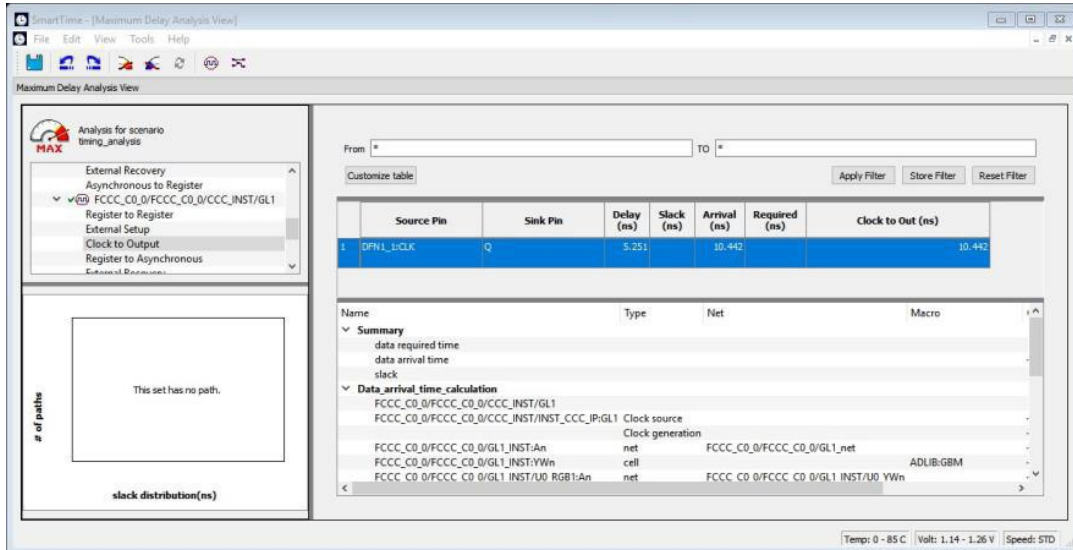 SmartTime - [Maximum Delay Analysis View]
File Edit View Tools Help
Maximum Delay Analysis View
MAX
Analysis for scenario
timing_analysis
External Recovery
Asynchronous to Register
FCCC_C0_0/FCCC_C0_0/CCC_INST/GL1
Register to Register
External Setup
Clock to Output
Register to Asynchronous
External Recovery
# of paths
This set has no path.
slack distribution(ns)
From * TO *
Customize table Apply Filter Store Filter Reset Filter
Source Pin Sink Pin Delay (ns) Slack (ns) Arrival (ns) Required (ns) Clock to Out (ns)
1 DFN1_1:CLK Q 5.251 10.442 10.442
Name Type Net Macro
Summary
data required time
data arrival time -
slack
Data_arrival_time_calculation
FCCC_C0_0/FCCC_C0_0/CCC_INST/GL1
FCCC_C0_0/FCCC_C0_0/CCC_INST/INST_CCC_IP:GL1 Clock source -
Clock generation -
FCCC_C0_0/FCCC_C0_0/GL1_INST:An net FCCC_C0_0/FCCC_C0_0/GL1_net -
FCCC_C0_0/FCCC_C0_0/GL1_INST:YWn cell ADLIB:GBM -
FCCC_C0_0/FCCC_C0_0/GL1_INST/U0_RGB1:An net FCCC_C0_0/FCCC_C0_0/GL1_INST/U0_YWn -
Temp: 0 - 85 C Volt: 1.14 - 1.26 V Speed: STD